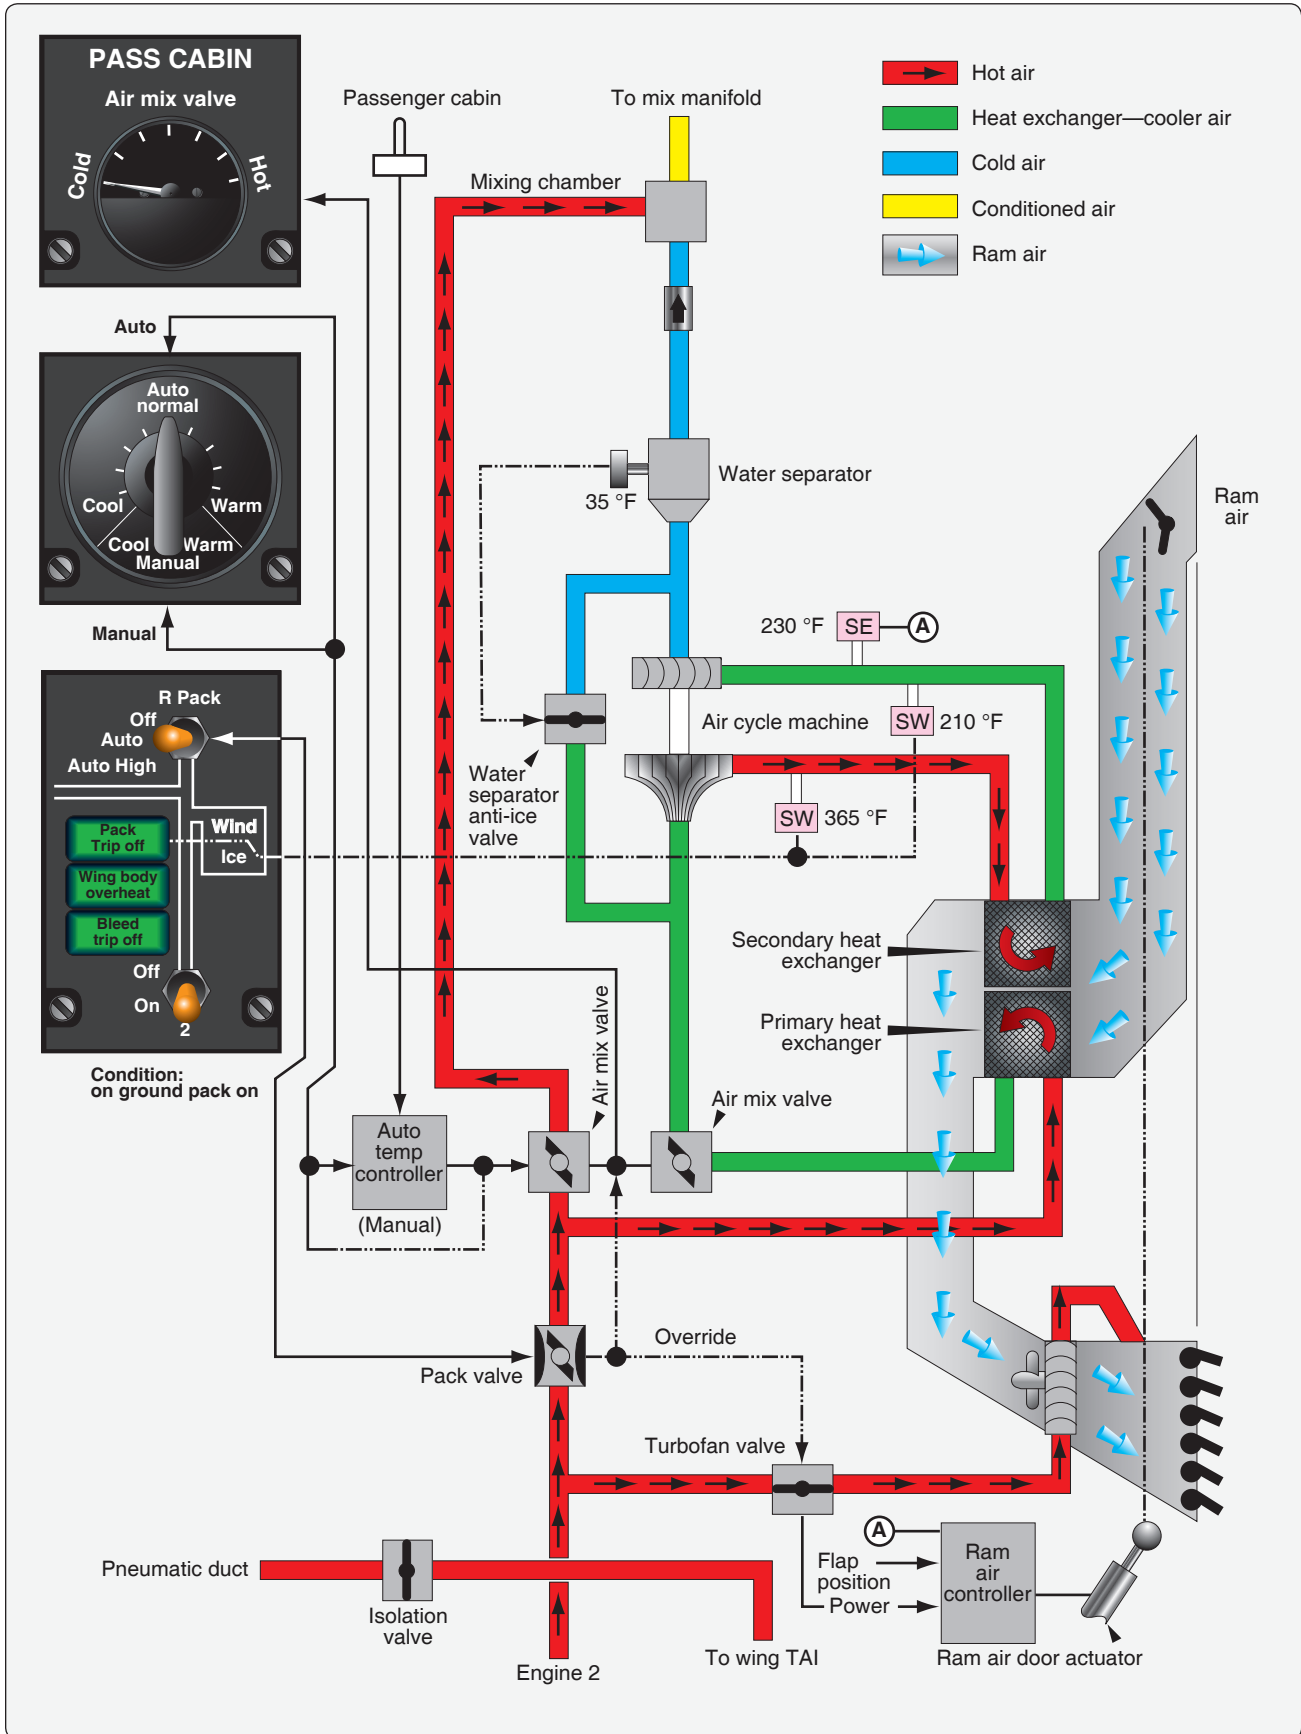 PASS CABIN
Air mix valve
Cold
Hot
Passenger cabin
To mix manifold
Hot air
Heat exchanger—cooler air
Cold air
Conditioned air
Ram air
Mixing chamber
Auto
Auto
normal
Cool
Warm
Cool
Warm
Manual
Manual
Water separator
35 °F
Ram
air
230 °F
SE
A
Air cycle machine
SW
210 °F
R Pack
Off
Auto
Auto High
Water
separator
anti-ice
valve
SW
365 °F
Pack
Trip off
Wind
Ice
Wing body
overheat
Bleed
trip off
Off
On
2
Secondary heat
exchanger
Primary heat
exchanger
Condition:
on ground pack on
Air mix valve
Air mix valve
Auto
temp
controller
(Manual)
Override
Pack valve
Turbofan valve
A
Flap
position
Power
Ram
air
controller
Pneumatic duct
Isolation
valve
Engine 2
To wing TAI
Ram air door actuator